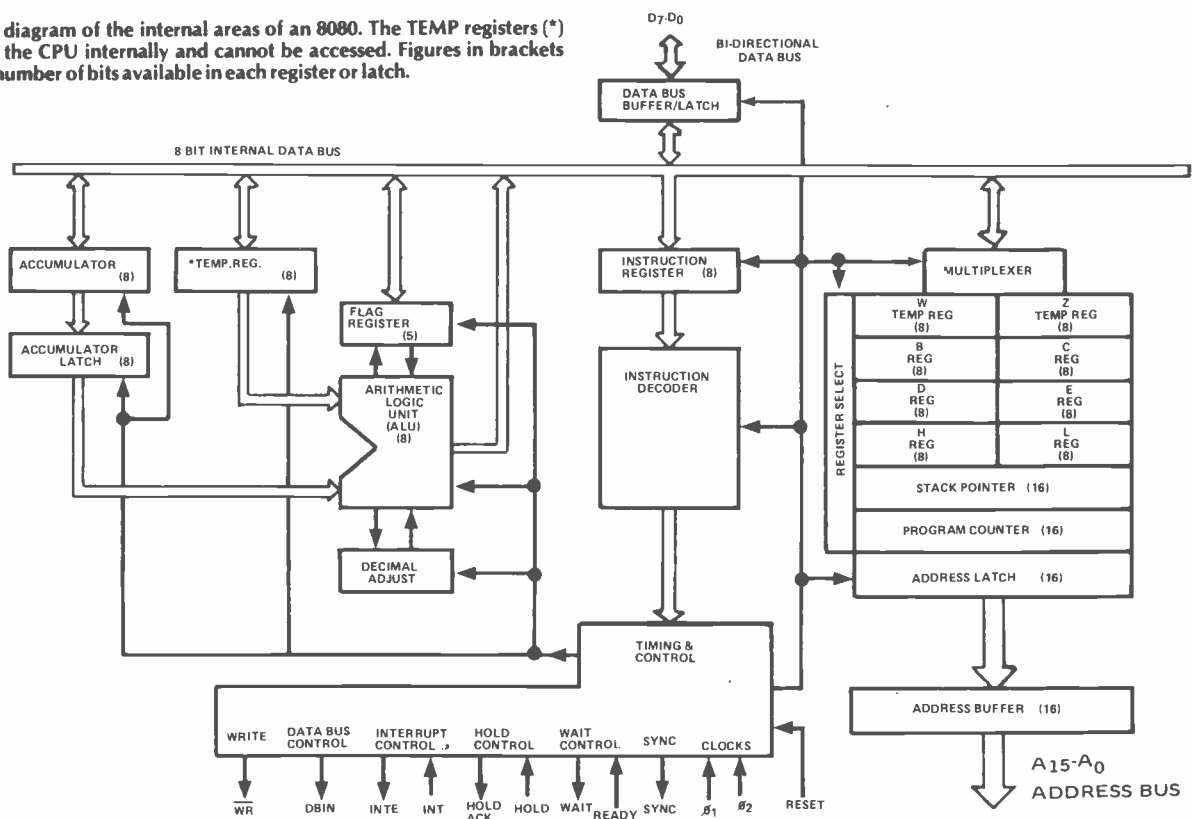 diagram of the internal areas of an 8080. The TEMP registers (*)
the CPU internally and cannot be accessed. Figures in brackets
number of bits available in each register or latch.
D7-D0
BI-DIRECTIONAL
DATA BUS
DATA BUS
BUFFER/LATCH
8 BIT INTERNAL DATA BUS
ACCUMULATOR
(8)
*TEMP.REG.
(8)
INSTRUCTION
REGISTER (8)
MULTIPLEXER
FLAG
REGISTER
(5)
ACCUMULATOR
LATCH (8)
ARITHMETIC
LOGIC
UNIT
(ALU)
(8)
DECIMAL
ADJUST
INSTRUCTION
DECODER
REGISTER SELECT
W
TEMP REG
(8)
Z
TEMP REG
(8)
B
REG
(8)
C
REG
(8)
D
REG
(8)
E
REG
(8)
H
REG
(8)
L
REG
(8)
STACK POINTER (16)
PROGRAM COUNTER (16)
ADDRESS LATCH (16)
ADDRESS BUFFER (16)
A15-A0
ADDRESS BUS
TIMING &
CONTROL
WRITE
DATA BUS
CONTROL
INTERRUPT
CONTROL
HOLD
CONTROL
WAIT
CONTROL
SYNC
CLOCKS
W̅R̅
DBIN
INTE
INT
HOLD
ACK
HOLD
WAIT
READY
SYNC
ø1
ø2
RESET